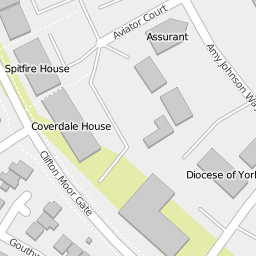 Aviator Court
Assurant
Amy Johnson Way
Spitfire House
Coverdale House
Clifton Moor Gate
Diocese of York